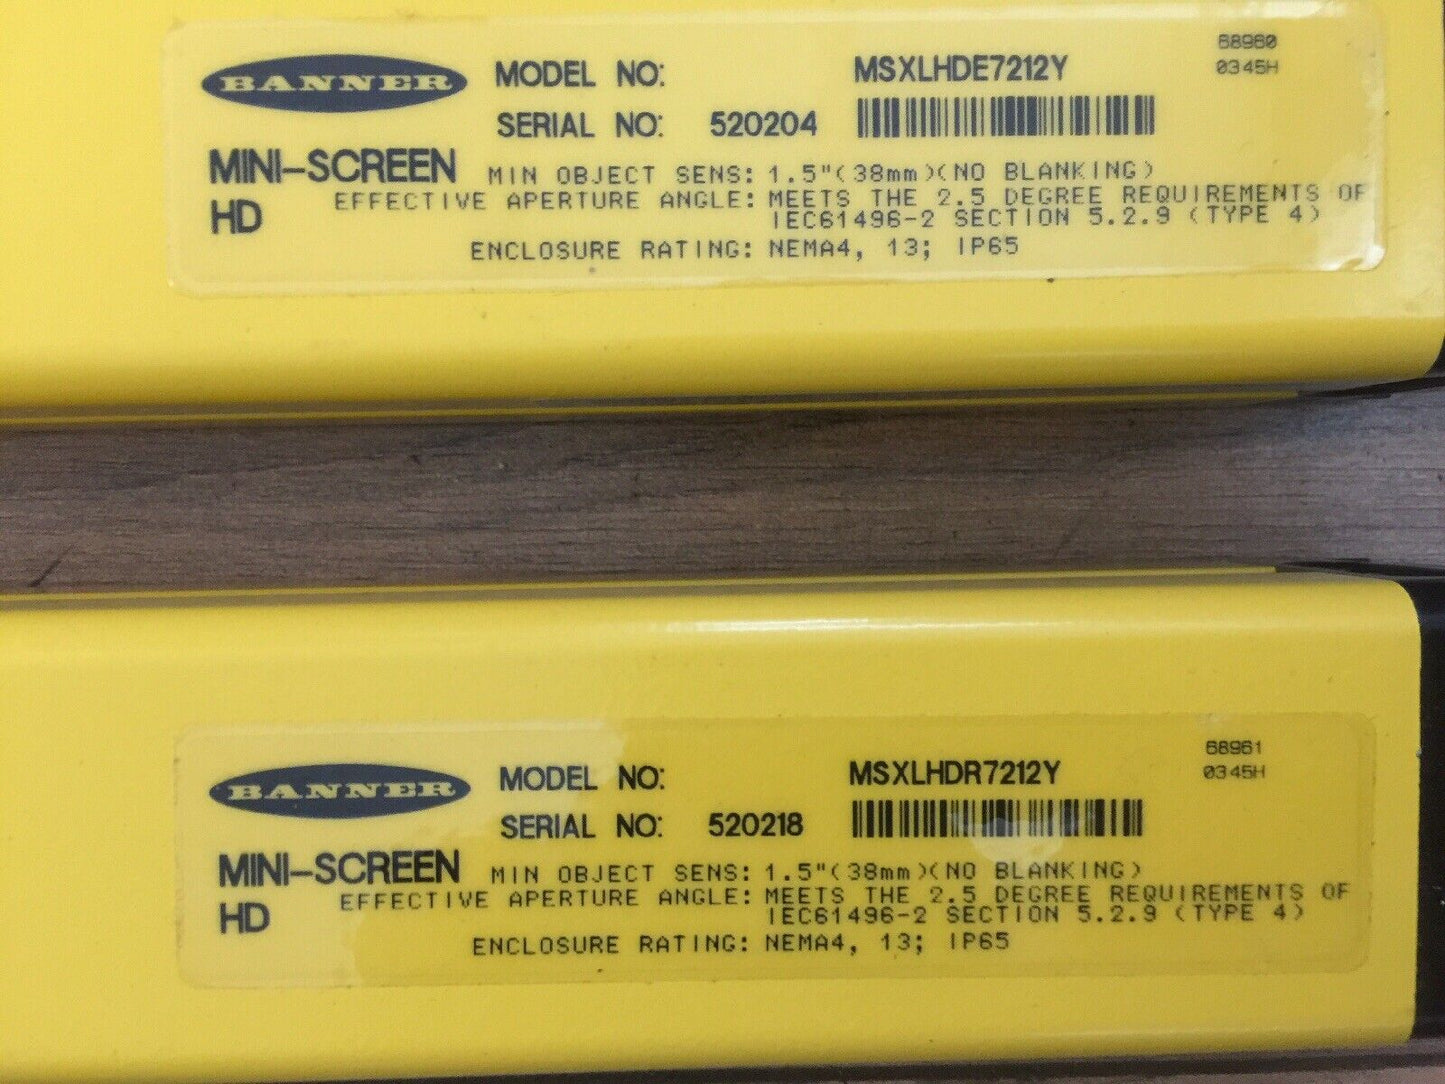 BANNER MODEL NO: MSXLHDE7212Y 68960
0345H
SERIAL NO: 520204
MINI-SCREEN MIN OBJECT SENS: 1.5"(38mm)(NO BLANKING)
HD EFFECTIVE APERTURE ANGLE: MEETS THE 2.5 DEGREE REQUIREMENTS OF
IEC61496-2 SECTION 5.2.9 (TYPE 4)
ENCLOSURE RATING: NEMA4, 13; IP65
BANNER MODEL NO: MSXLHDR7212Y 68961
0345H
SERIAL NO: 520218
MINI-SCREEN MIN OBJECT SENS: 1.5"(38mm)(NO BLANKING)
HD EFFECTIVE APERTURE ANGLE: MEETS THE 2.5 DEGREE REQUIREMENTS OF
IEC61496-2 SECTION 5.2.9 (TYPE 4)
ENCLOSURE RATING: NEMA4, 13; IP65